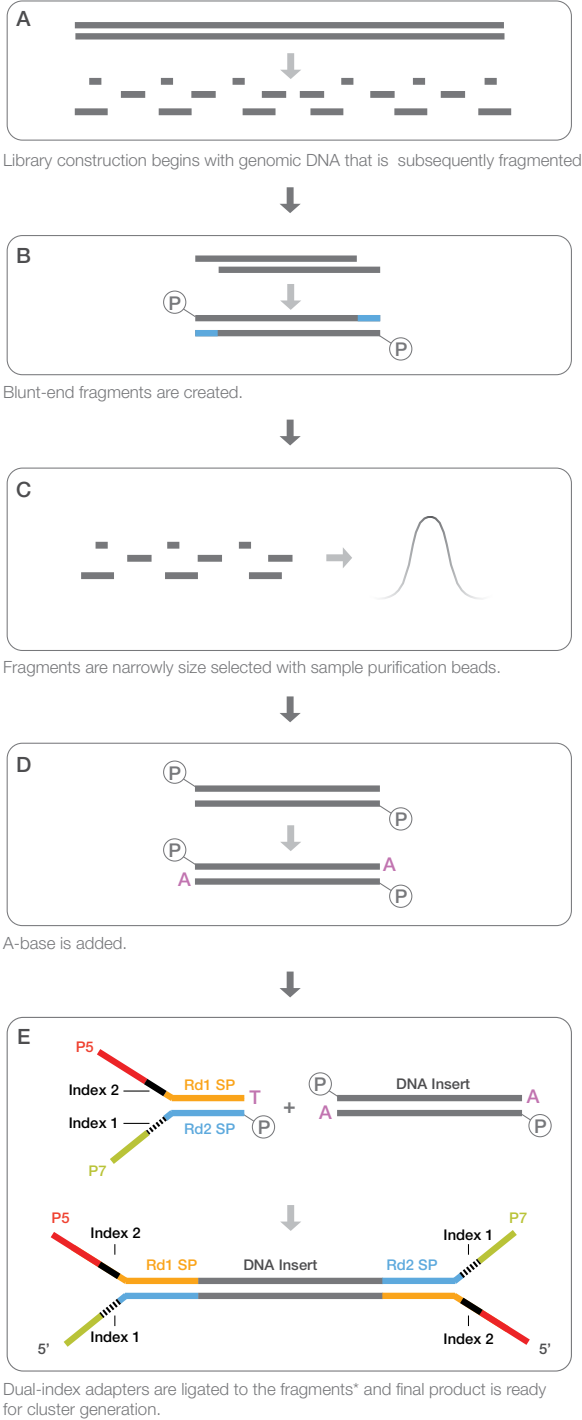 A
Library construction begins with genomic DNA that is subsequently fragmented
B
P
P
Blunt-end fragments are created.
C
Fragments are narrowly size selected with sample purification beads.
D
P
P
P
A
A
P
A-base is added.
E
P5
Index 2
Rd1 SP
T
Index 1
Rd2 SP
P
P7
+
P
DNA Insert
A
A
P
P5
Index 2
Rd1 SP
DNA Insert
Rd2 SP
Index 1
P7
5’
Index 1
Index 2
5’
Dual-index adapters are ligated to the fragments* and final product is ready
for cluster generation.